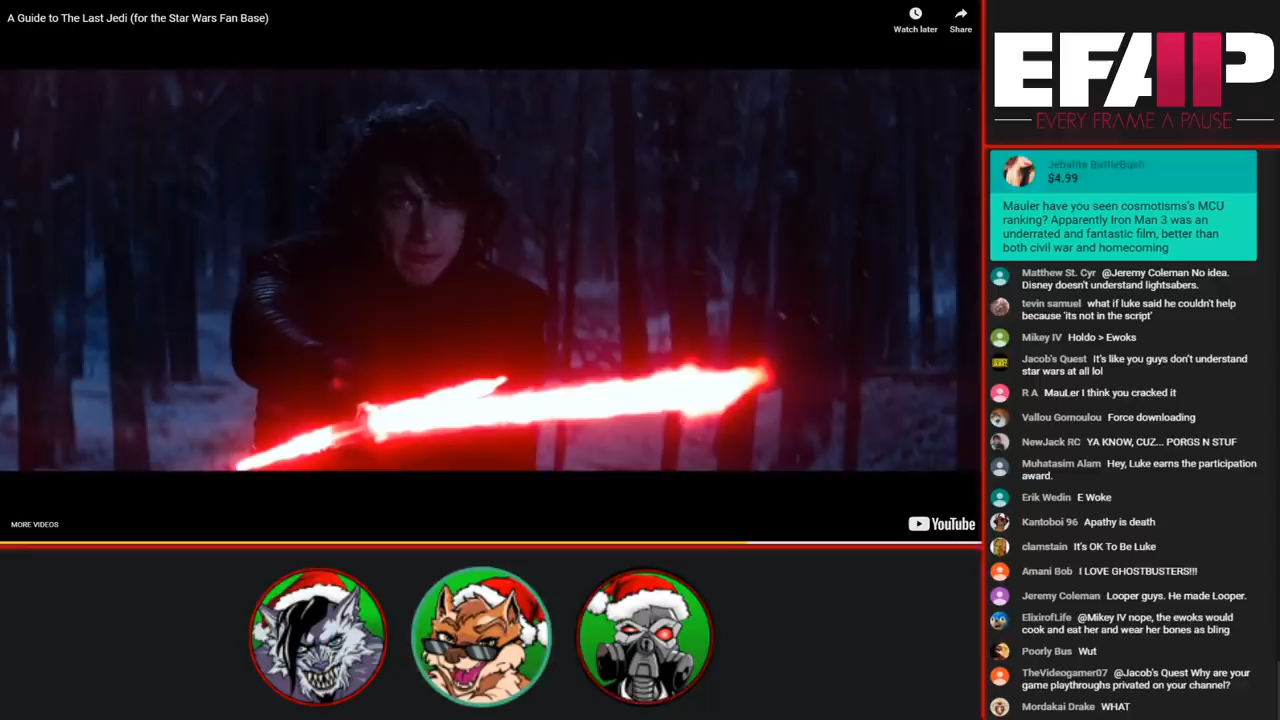 A Guide to The Last Jedi (for the Star Wars Fan Base)
Watch later
Share
MORE VIDEOS
YouTube
EFAP
EVERY FRAME A PAUSE
Jebalite BattleBush
$4.99
Mauler have you seen cosmotisms's MCU
ranking? Apparently Iron Man 3 was an
underrated and fantastic film, better than
both civil war and homecoming
Matthew St. Cyr @Jeremy Coleman No idea.
Disney doesn't understand lightsabers.
tevin samuel what if luke said he couldn't help
because 'its not in the script'
Mikey IV Holdo > Ewoks
Jacob's Quest It's like you guys don't understand
star wars at all lol
R A MauLer I think you cracked it
Vallou Gomoulou Force downloading
NewJack RC YA KNOW, CUZ... PORGS N STUF
Muhatasim Alam Hey, Luke earns the participation
award.
Erik Wedin E Woke
Kantoboi 96 Apathy is death
clamstain It's OK To Be Luke
Amani Bob I LOVE GHOSTBUSTERS!!!
Jeremy Coleman Looper guys. He made Looper.
ElixirofLife @Mikey IV nope, the ewoks would
cook and eat her and wear her bones as bling
Poorly Bus Wut
TheVideogamer07 @Jacob's Quest Why are your
game playthroughs privated on your channel?
Mordakai Drake WHAT